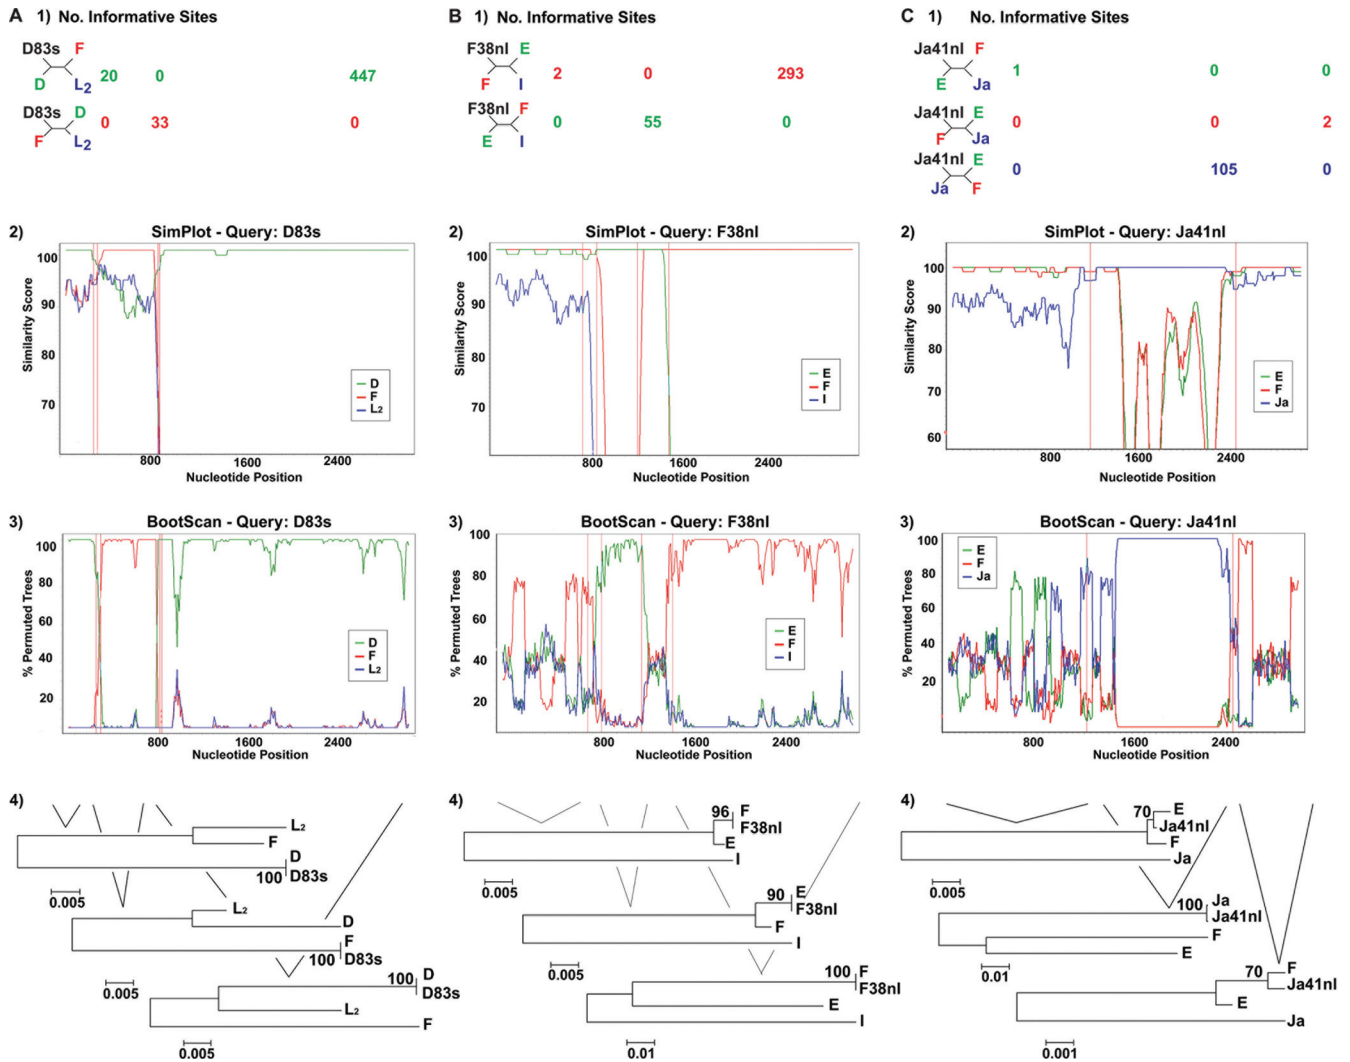 A 1) No. Informative Sites
D83s F
D L2
20 0 447
D83s D
F L2
0 33 0
2) SimPlot - Query: D83s
Similarity Score
100
90
80
70
D
F
L2
800 1600 2400
Nucleotide Position
3) BootScan - Query: D83s
% Permuted Trees
100
80
60
40
20
D
F
L2
800 1600 2400
Nucleotide Position
4)
L2
F
D
100 D83s
0.005
L2
D
F
100 D83s
0.005
100 D
D83s
L2
F
0.005
B 1) No. Informative Sites
F38nl E
F I
2 0 293
F38nl F
E I
0 55 0
2) SimPlot - Query: F38nl
Similarity Score
100
90
80
70
E
F
I
800 1600 2400
Nucleotide Position
3) BootScan - Query: F38nl
% Permuted Trees
100
80
60
40
20
E
F
I
800 1600 2400
Nucleotide Position
4)
96 F
F38nl
E
I
0.005
90 E
F38nl
F
I
0.005
100 F
F38nl
E
I
0.01
C 1) No. Informative Sites
Ja41nl F
E Ja
1 0 0
Ja41nl E
F Ja
0 0 2
Ja41nl E
Ja F
0 105 0
2) SimPlot - Query: Ja41nl
Similarity Score
100
90
80
70
60
E
F
Ja
800 1600 2400
Nucleotide Position
3) BootScan - Query: Ja41nl
% Permuted Trees
100
80
60
40
20
E
F
Ja
800 1600 2400
Nucleotide Position
4)
70 E
Ja41nl
F
Ja
0.005
100 Ja
Ja41nl
F
E
0.01
70 F
Ja41nl
E
Ja
0.001